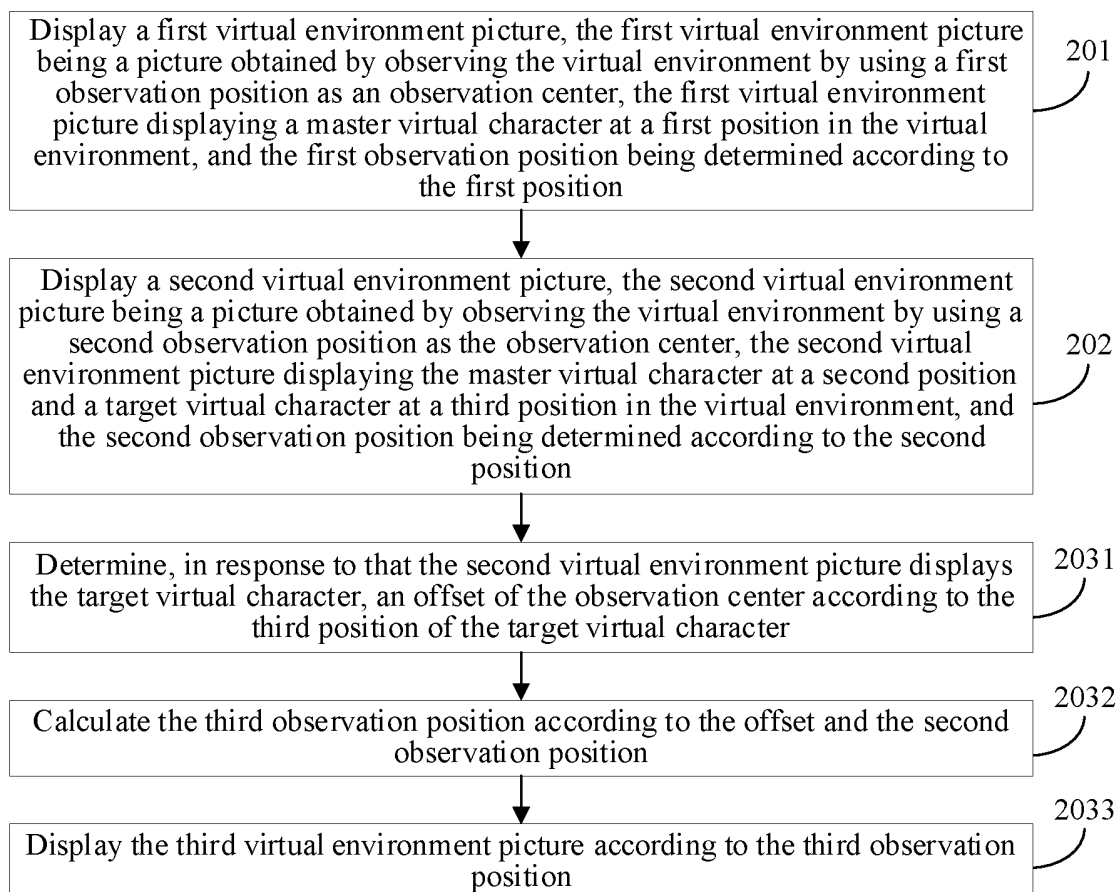 Display a first virtual environment picture, the first virtual environment picture
being a picture obtained by observing the virtual environment by using a first
observation position as an observation center, the first virtual environment
picture displaying a master virtual character at a first position in the virtual
environment, and the first observation position being determined according to
the first position
201
Display a second virtual environment picture, the second virtual environment
picture being a picture obtained by observing the virtual environment by using a
second observation position as the observation center, the second virtual
environment picture displaying the master virtual character at a second position
and a target virtual character at a third position in the virtual environment, and
the second observation position being determined according to the second
position
202
Determine, in response to that the second virtual environment picture displays
the target virtual character, an offset of the observation center according to the
third position of the target virtual character
2031
Calculate the third observation position according to the offset and the second
observation position
2032
Display the third virtual environment picture according to the third observation
position
2033